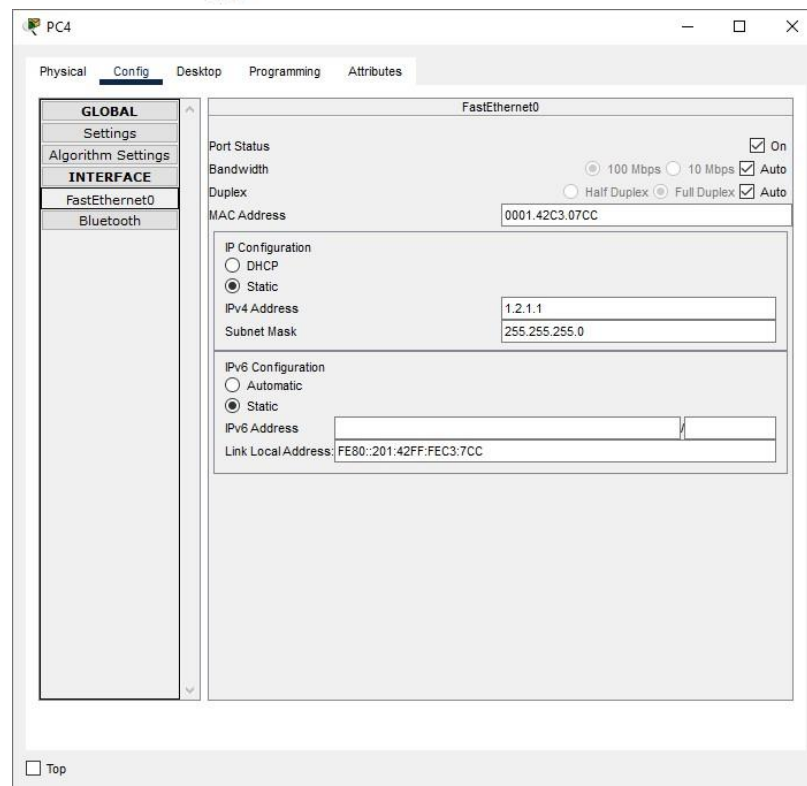 PC4
Physical Config Desktop Programming Attributes
GLOBAL
Settings
Algorithm Settings
INTERFACE
FastEthernet0
Bluetooth
FastEthernet0
Port Status On
Bandwidth 100 Mbps 10 Mbps Auto
Duplex Half Duplex Full Duplex Auto
MAC Address 0001.42C3.07CC
IP Configuration
DHCP
Static
IPv4 Address 1.2.1.1
Subnet Mask 255.255.255.0
IPv6 Configuration
Automatic
Static
IPv6 Address /
Link Local Address: FE80::201:42FF:FEC3:7CC
Top